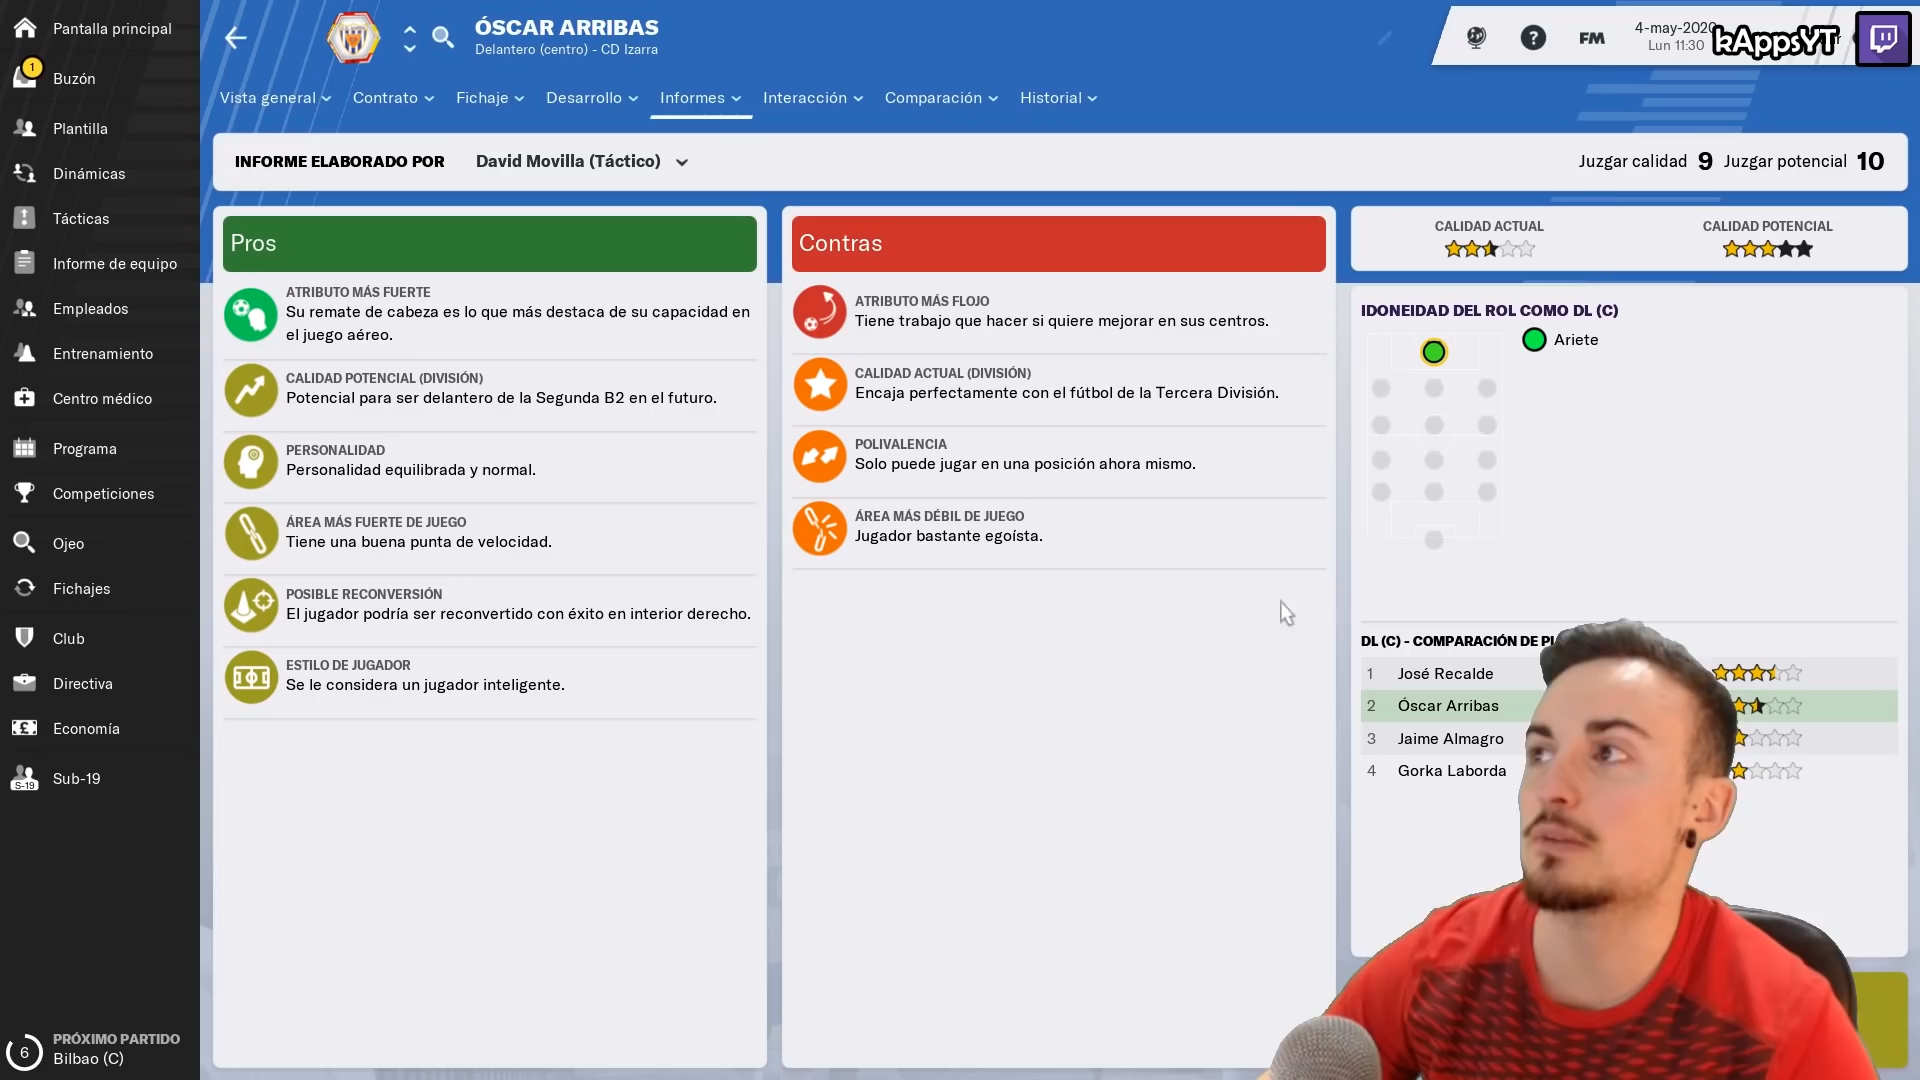 Pantalla principal
1
Buzón
Plantilla
Dinámicas
Tácticas
Informe de equipo
Empleados
Entrenamiento
Centro médico
Programa
Competiciones
Ojeo
Fichajes
Club
Directiva
Economía
S-19
Sub-19
6
PRÓXIMO PARTIDO
Bilbao (C)
ÓSCAR ARRIBAS
Delantero (centro) - CD Izarra
FM
4-may-2020
Lun 11:30
kAppsYT
Vista general
Contrato
Fichaje
Desarrollo
Informes
Interacción
Comparación
Historial
INFORME ELABORADO POR
David Movilla (Táctico)
Juzgar calidad 9 Juzgar potencial 10
Pros
ATRIBUTO MÁS FUERTE
Su remate de cabeza es lo que más destaca de su capacidad en
el juego aéreo.
CALIDAD POTENCIAL (DIVISIÓN)
Potencial para ser delantero de la Segunda B2 en el futuro.
PERSONALIDAD
Personalidad equilibrada y normal.
ÁREA MÁS FUERTE DE JUEGO
Tiene una buena punta de velocidad.
POSIBLE RECONVERSIÓN
El jugador podría ser reconvertido con éxito en interior derecho.
ESTILO DE JUGADOR
Se le considera un jugador inteligente.
Contras
ATRIBUTO MÁS FLOJO
Tiene trabajo que hacer si quiere mejorar en sus centros.
CALIDAD ACTUAL (DIVISIÓN)
Encaja perfectamente con el fútbol de la Tercera División.
POLIVALENCIA
Solo puede jugar en una posición ahora mismo.
ÁREA MÁS DÉBIL DE JUEGO
Jugador bastante egoísta.
CALIDAD ACTUAL
CALIDAD POTENCIAL
IDONEIDAD DEL ROL COMO DL (C)
Ariete
DL (C) - COMPARACIÓN DE
1 José Recalde
2 Óscar Arribas
3 Jaime Almagro
4 Gorka Laborda